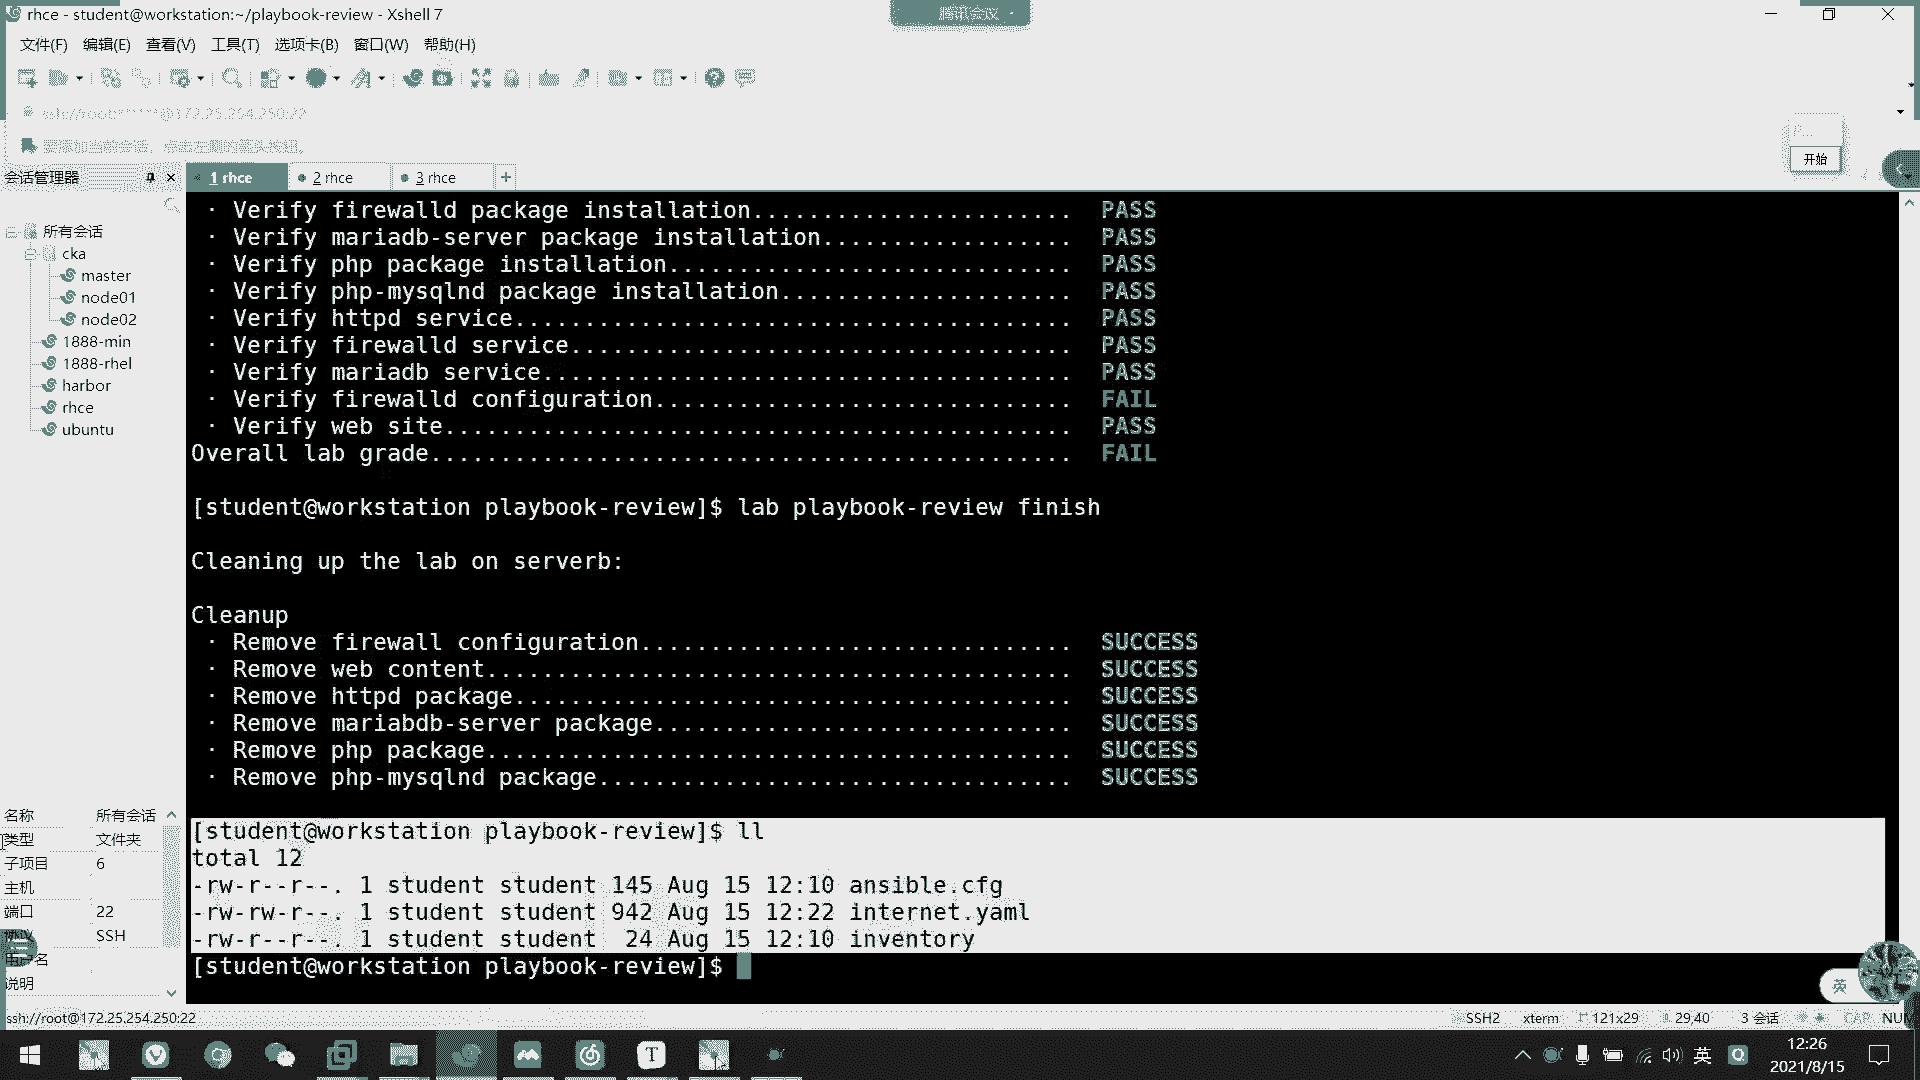 rhce - student@workstation:~/playbook-review - Xshell 7
腾讯会议
文件(F) 编辑(E) 查看(V) 工具(T) 选项卡(B) 窗口(W) 帮助(H)
ssh://root:*****@172.25.254.250:22
要添加当前会话，点击左侧的箭头按钮。
开始
会话管理器
1 rhce
2 rhce
3 rhce
所有会话
cka
master
node01
node02
1888-min
1888-rhel
harbor
rhce
ubuntu
· Verify firewalld package installation.......................  PASS
· Verify mariadb-server package installation..................  PASS
· Verify php package installation.............................  PASS
· Verify php-mysqlnd package installation.....................  PASS
· Verify httpd service........................................  PASS
· Verify firewalld service....................................  PASS
· Verify mariadb service......................................  PASS
· Verify firewalld configuration..............................  FAIL
· Verify web site.............................................  PASS
Overall lab grade..............................................  FAIL
[student@workstation playbook-review]$ lab playbook-review finish
Cleaning up the lab on serverb:
Cleanup
· Remove firewall configuration...............................  SUCCESS
· Remove web content..........................................  SUCCESS
· Remove httpd package........................................  SUCCESS
· Remove mariabdb-server package..............................  SUCCESS
· Remove php package..........................................  SUCCESS
· Remove php-mysqlnd package..................................  SUCCESS
[student@workstation playbook-review]$ ll
total 12
-rw-r--r--. 1 student student 145 Aug 15 12:10 ansible.cfg
-rw-rw-r--. 1 student student 942 Aug 15 12:22 internet.yaml
-rw-r--r--. 1 student student  24 Aug 15 12:10 inventory
[student@workstation playbook-review]$
名称 所有会话
类型 文件夹
子项目 6
主机
端口 22
协议 SSH
用户名
说明
英
ssh://root@172.25.254.250:22
SSH2 xterm 121x29 29,40 3 会话 CAP NUM
英
12:26
2021/8/15